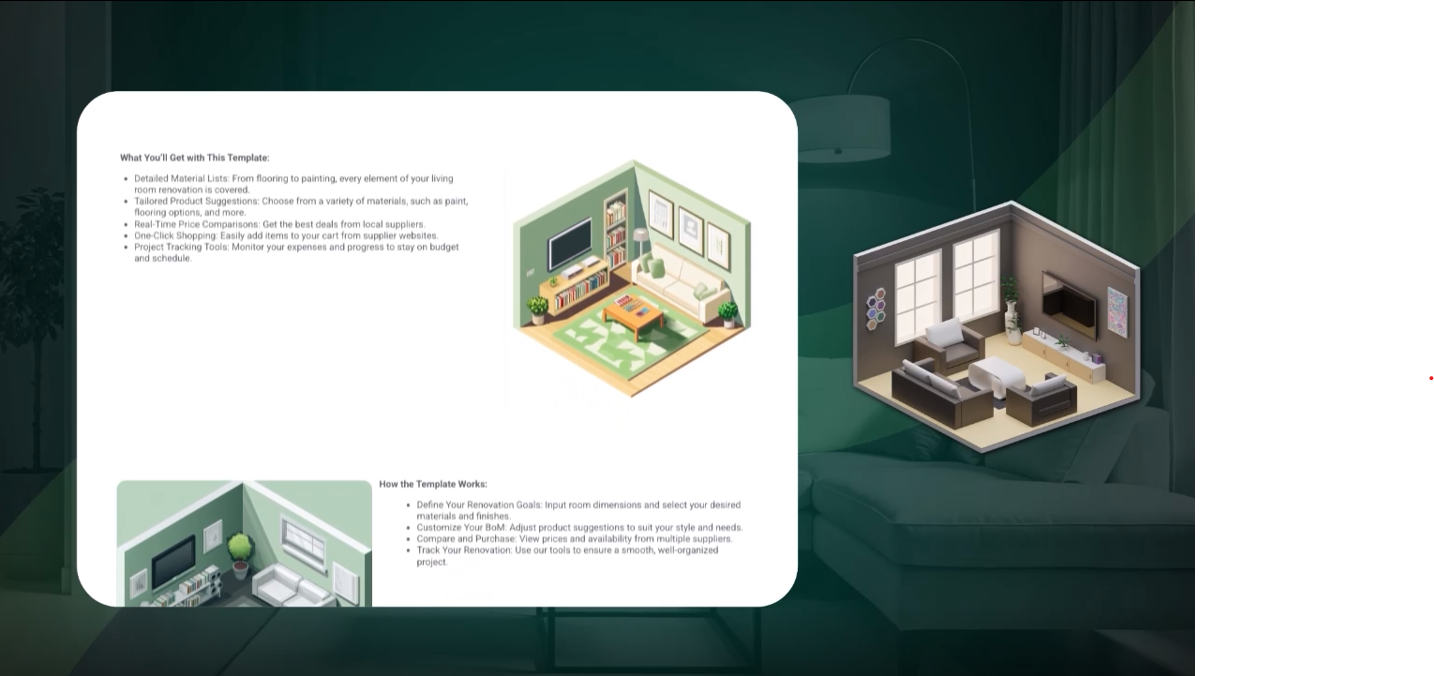 What You'll Get with This Template:
• Detailed Material Lists: From flooring to painting, every element of your living
room renovation is covered.
• Tailored Product Suggestions: Choose from a variety of materials, such as paint,
flooring options, and more.
• Real-Time Price Comparisons: Get the best deals from local suppliers.
• One-Click Shopping: Easily add items to your cart from supplier websites.
• Project Tracking Tools: Monitor your expenses and progress to stay on budget
and schedule.
How the Template Works:
• Define Your Renovation Goals: Input room dimensions and select your desired
materials and finishes.
• Customize Your BoM: Adjust product suggestions to suit your style and needs.
• Compare and Purchase: View prices and availability from multiple suppliers.
• Track Your Renovation: Use our tools to ensure a smooth, well-organized
project.